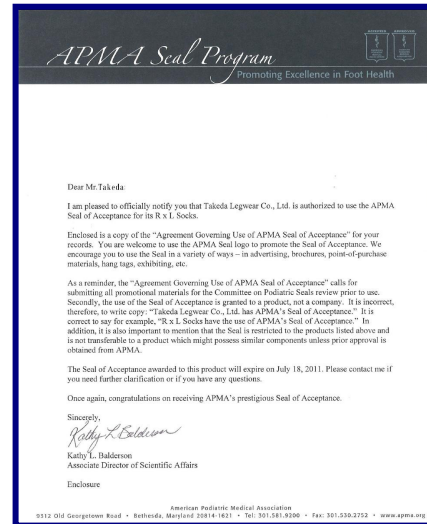 APMA Seal Program
Promoting Excellence in Foot Health
Dear Mr.Takeda
I am pleased to officially notify you that Takeda Legwear Co., Ltd. is authorized to use the APMA
Seal of Acceptance for its R x L Socks.
Enclosed is a copy of the “Agreement Governing Use of APMA Seal of Acceptance” for your
records. You are welcome to use the APMA Seal logo to promote the Seal of Acceptance. We
encourage you to use the Seal in a variety of ways – in advertising, brochures, point-of-purchase
materials, hang tags, exhibiting, etc.
As a reminder, the “Agreement Governing Use of APMA Seal of Acceptance” calls for
submitting all promotional materials for the Committee on Podiatric Seals review prior to use.
Secondly, the use of the Seal of Acceptance is granted to a product, not a company. It is incorrect,
therefore, to write copy: “Takeda Legwear Co., Ltd. has APMA’s Seal of Acceptance.” It is
correct to say for example, “R x L Socks have the use of APMA’s Seal of Acceptance.” In
addition, it is also important to mention that the Seal is restricted to the products listed above and
is not transferable to a product which might possess similar components unless prior approval is
obtained from APMA.
The Seal of Acceptance awarded to this product will expire on July 18, 2011. Please contact me if
you need further clarification or if you have any questions.
Once again, congratulations on receiving APMA’s prestigious Seal of Acceptance.
Sincerely,
Kathy L Balderson
Kathy L. Balderson
Associate Director of Scientific Affairs
Enclosure
American Podiatric Medical Association
9312 Old Georgetown Road • Bethesda, Maryland 20814-1621 • Tel: 301.581.9200 • Fax: 301.530.2752 • www.apma.org